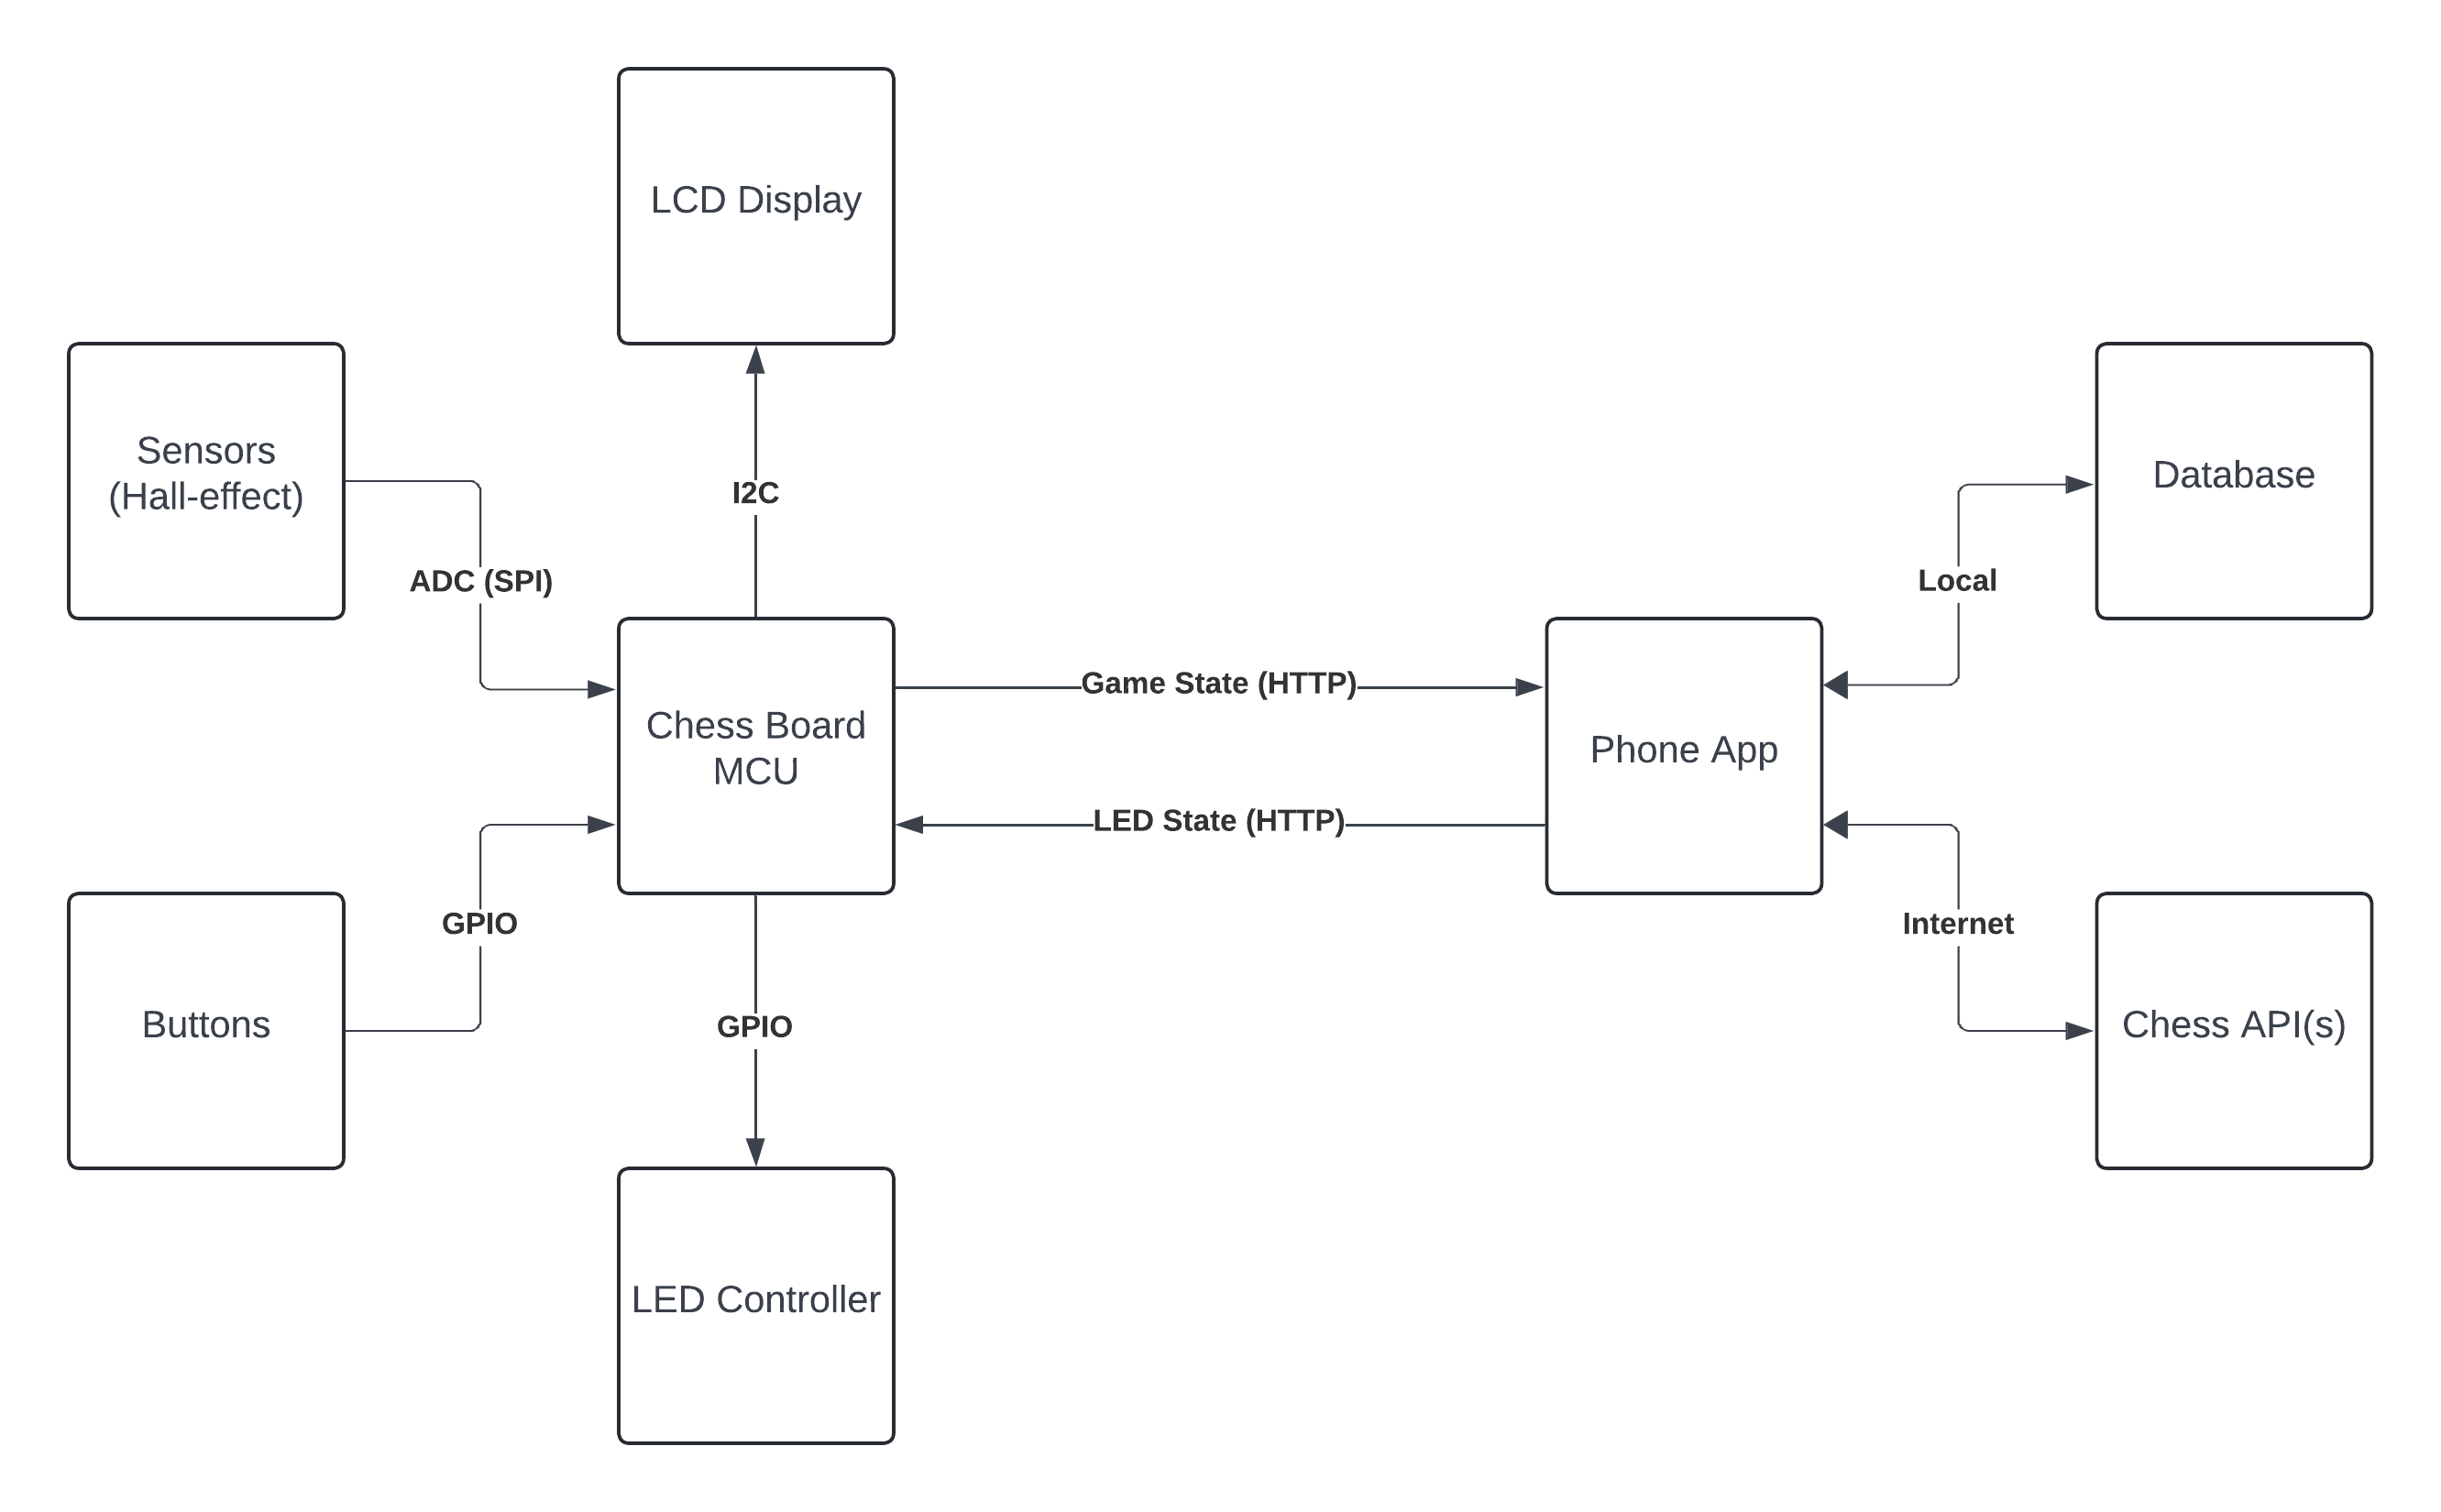 LCD Display
Sensors
(Hall-effect)
I2C
Database
ADC (SPI)
Local
Chess Board
MCU
Game State (HTTP)
Phone App
LED State (HTTP)
GPIO
Internet
Buttons
GPIO
Chess API(s)
LED Controller